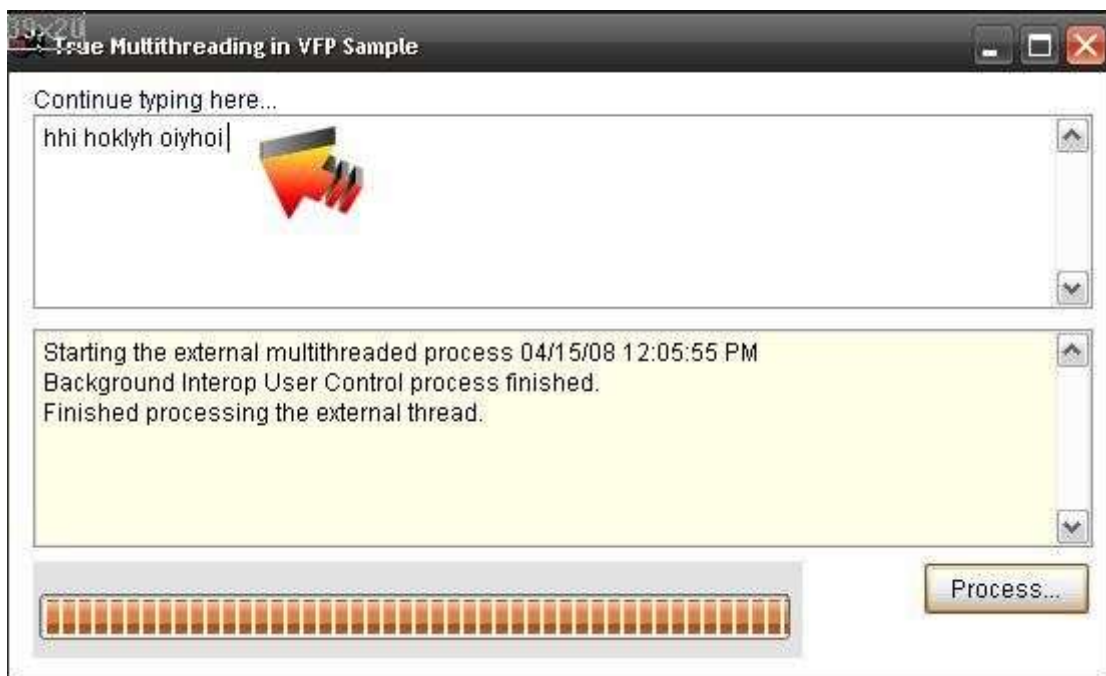 39x20
True Multithreading in VFP Sample
Continue typing here...
hhi hoklyh oiyhoi
Starting the external multithreaded process 04/15/08 12:05:55 PM
Background Interop User Control process finished.
Finished processing the external thread.
Process...